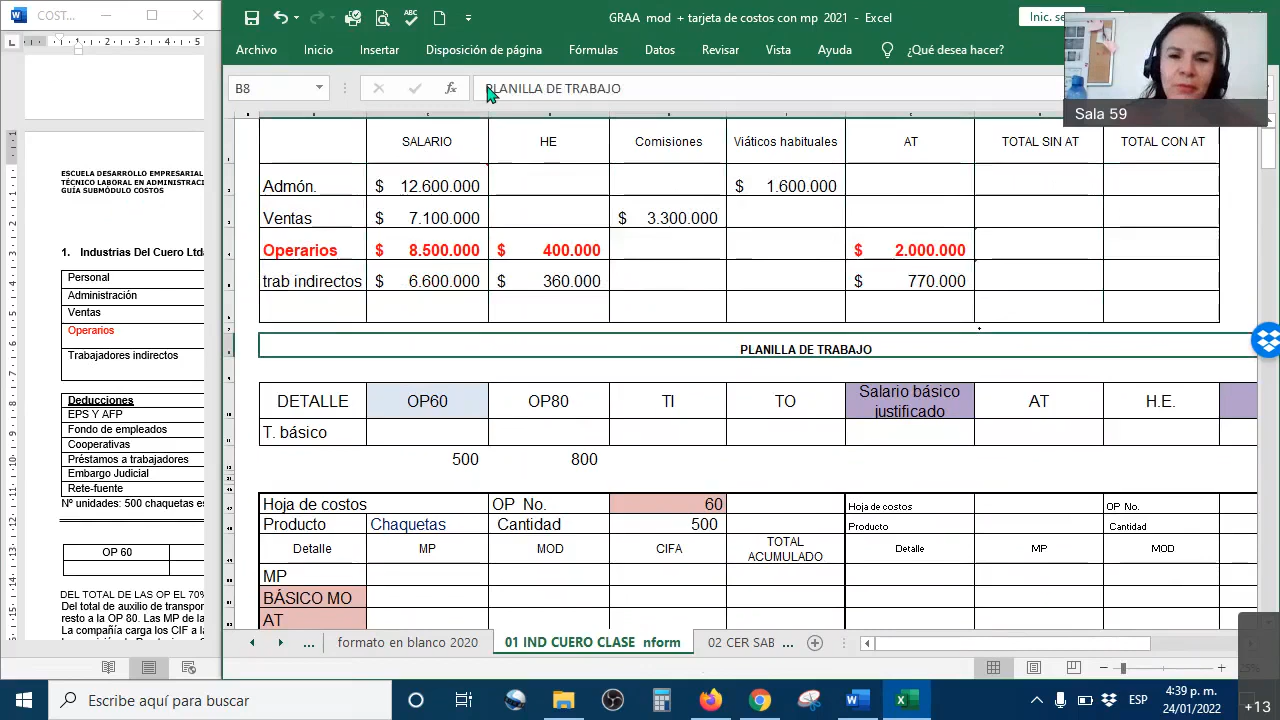 COST...
GRAA mod + tarjeta de costos con mp 2021 - Excel
Inic. se
Archivo Inicio Insertar Disposición de página Fórmulas Datos Revisar Vista Ayuda ¿Qué desea hacer?
B8 fx PLANILLA DE TRABAJO
Sala 59
ESCUELA DESARROLLO EMPRESARIAL
TÉCNICO LABORAL EN ADMINISTRAC
GUÍA SUBMÓDULO COSTOS
1. Industrias Del Cuero Ltd
Personal
Administración
Ventas
Operarios
Trabajadores indirectos
Deducciones
EPS Y AFP
Fondo de empleados
Cooperativas
Préstamos a trabajadores
Embargo Judicial
Rete-fuente
Nº unidades: 500 chaquetas es
OP 60
DEL TOTAL DE LAS OP EL 70%
Del total de auxilio de transpor
resto a la OP 80. Las MP de la
La compañía carga los CIF a l
SALARIO HE Comisiones Viáticos habituales AT TOTAL SIN AT TOTAL CON AT
Admón. $ 12.600.000 $ 1.600.000
Ventas $ 7.100.000 $ 3.300.000
Operarios $ 8.500.000 $ 400.000 $ 2.000.000
trab indirectos $ 6.600.000 $ 360.000 $ 770.000
PLANILLA DE TRABAJO
DETALLE OP60 OP80 TI TO Salario básico justificado AT H.E.
T. básico
500 800
Hoja de costos OP No. 60 Hoja de costos OP No.
Producto Chaquetas Cantidad 500 Producto Cantidad
Detalle MP MOD CIFA TOTAL ACUMULADO Detalle MP MOD
MP
BÁSICO MO
AT
... formato en blanco 2020 01 IND CUERO CLASE nform 02 CER SAB ...
Escribe aquí para buscar
ESP
4:39 p. m.
24/01/2022
+13